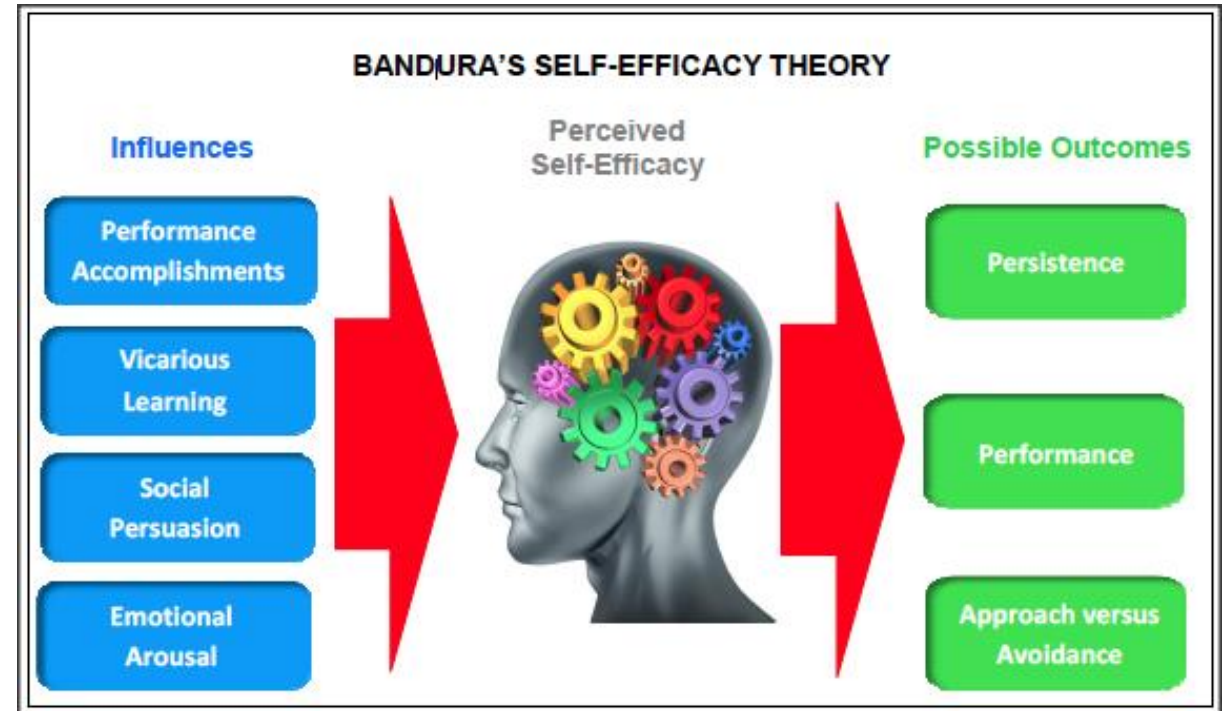 BANDURA'S SELF-EFFICACY THEORY
Influences
Performance
Accomplishments
Vicarious
Learning
Social
Persuasion
Emotional
Arousal
Perceived
Self-Efficacy
Possible Outcomes
Persistence
Performance
Approach versus
Avoidance